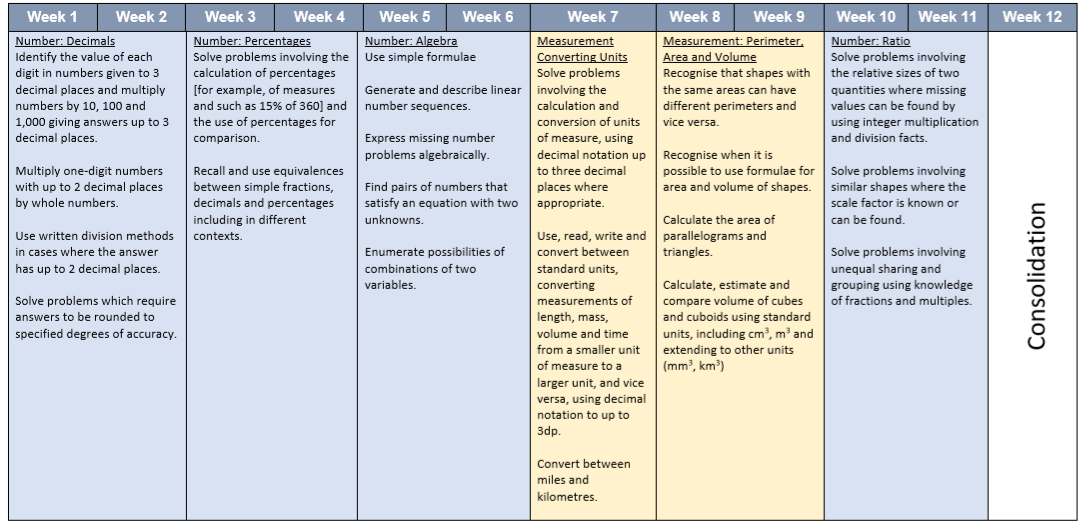 Week 1
Week 2
Week 3
Week 4
Week 5
Week 6
Week 7
Week 8
Week 9
Week 10
Week 11
Week 12
Number: Decimals
Identify the value of each
digit in numbers given to 3
decimal places and multiply
numbers by 10, 100 and
1,000 giving answers up to 3
decimal places.
Multiply one-digit numbers
with up to 2 decimal places
by whole numbers.
Use written division methods
in cases where the answer
has up to 2 decimal places.
Solve problems which require
answers to be rounded to
specified degrees of accuracy.
Number: Percentages
Solve problems involving the
calculation of percentages
[for example, of measures
and such as 15% of 360] and
the use of percentages for
comparison.
Recall and use equivalences
between simple fractions,
decimals and percentages
including in different
contexts.
Number: Algebra
Use simple formulae
Generate and describe linear
number sequences.
Express missing number
problems algebraically.
Find pairs of numbers that
satisfy an equation with two
unknowns.
Enumerate possibilities of
combinations of two
variables.
Measurement
Converting Units
Solve problems
involving the
calculation and
conversion of units
of measure, using
decimal notation up
to three decimal
places where
appropriate.
Use, read, write and
convert between
standard units,
converting
measurements of
length, mass,
volume and time
from a smaller unit
of measure to a
larger unit, and vice
versa, using decimal
notation to up to
3dp.
Convert between
miles and
kilometres.
Measurement: Perimeter,
Area and Volume
Recognise that shapes with
the same areas can have
different perimeters and
vice versa.
Recognise when it is
possible to use formulae for
area and volume of shapes.
Calculate the area of
parallelograms and
triangles.
Calculate, estimate and
compare volume of cubes
and cuboids using standard
units, including cm³, m³ and
extending to other units
(mm³, km³)
Number: Ratio
Solve problems involving
the relative sizes of two
quantities where missing
values can be found by
using integer multiplication
and division facts.
Solve problems involving
similar shapes where the
scale factor is known or
can be found.
Solve problems involving
unequal sharing and
grouping using knowledge
of fractions and multiples.
Consolidation